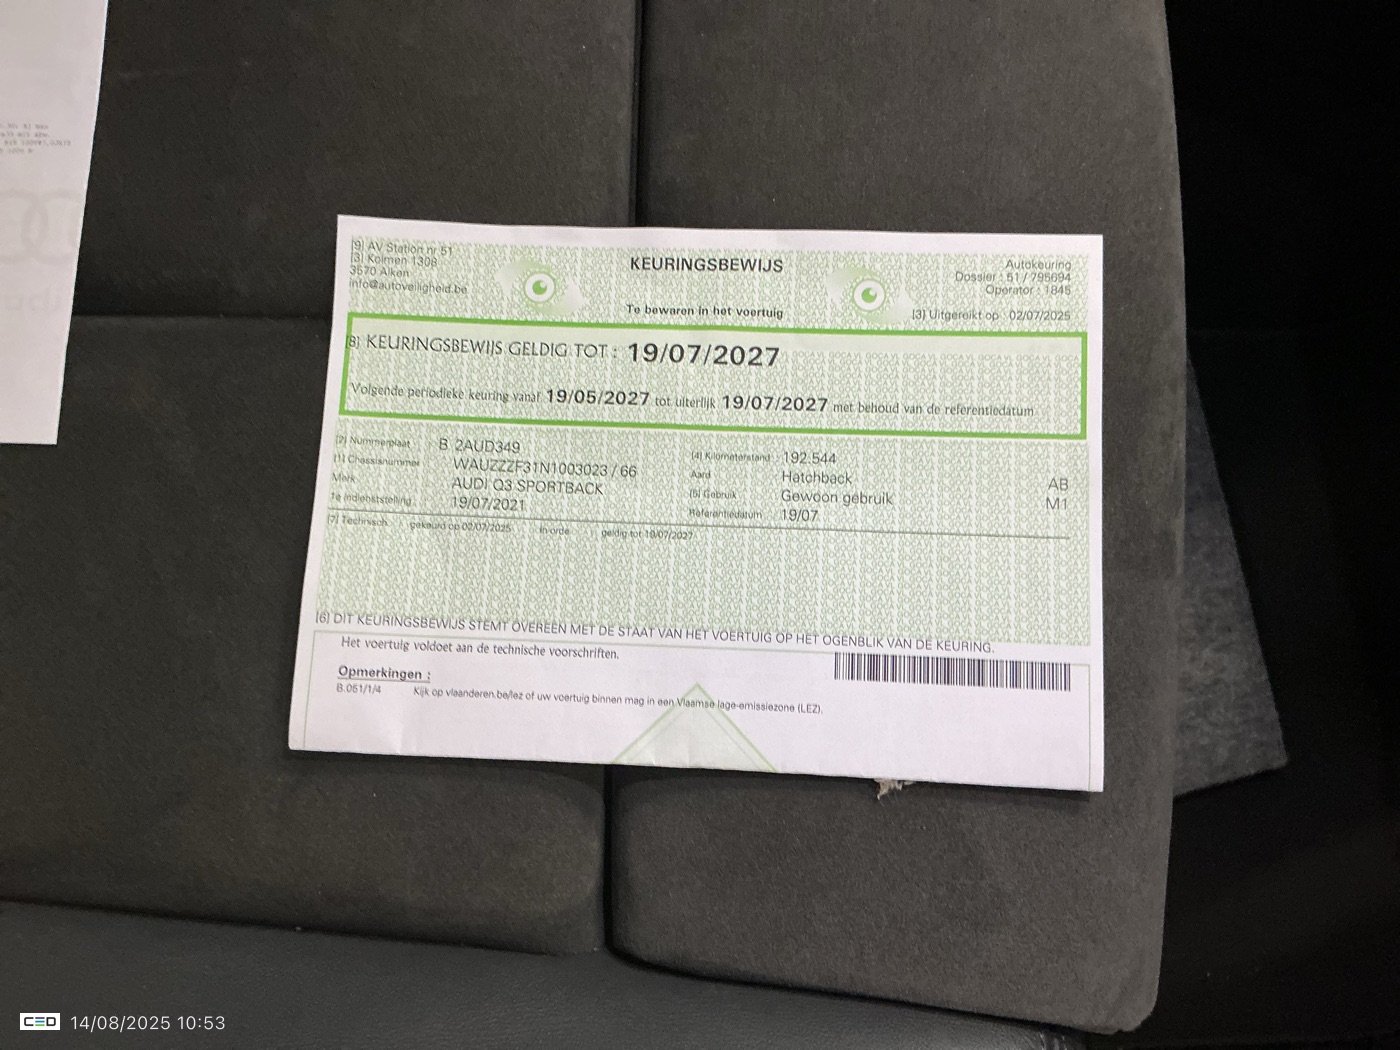 [9] AV Station nr 51
[3] Kolmen 1308
3570 Alken
info@autoveiligheid.be
KEURINGSBEWIJS
Te bewaren in het voertuig
Autokeuring
Dossier : 51 / 795694
Operator : 1845
[3] Uitgereikt op : 02/07/2025
[8] KEURINGSBEWIJS GELDIG TOT : 19/07/2027
Volgende periodieke keuring vanaf 19/05/2027 tot uiterlijk 19/07/2027 met behoud van de referentiedatum
[2] Nummerplaat : B 2AUD349
[1] Chassisnummer WAUZZZF31N1003023 / 66
Merk AUDI Q3 SPORTBACK
1e Indienststelling 19/07/2021
[4] Kilometerstand : 192.544
Aard Hatchback AB
[5] Gebruik Gewoon gebruik M1
Referentiedatum 19/07
[7] Technisch : gekeurd op 02/07/2025 In orde geldig tot 19/07/2027
[6] DIT KEURINGSBEWIJS STEMT OVEREEN MET DE STAAT VAN HET VOERTUIG OP HET OGENBLIK VAN DE KEURING.
Het voertuig voldoet aan de technische voorschriften.
Opmerkingen :
B.051/1/4 Kijk op vlaanderen.be/lez of uw voertuig binnen mag in een Vlaamse lage-emissiezone (LEZ).
CED 14/08/2025 10:53